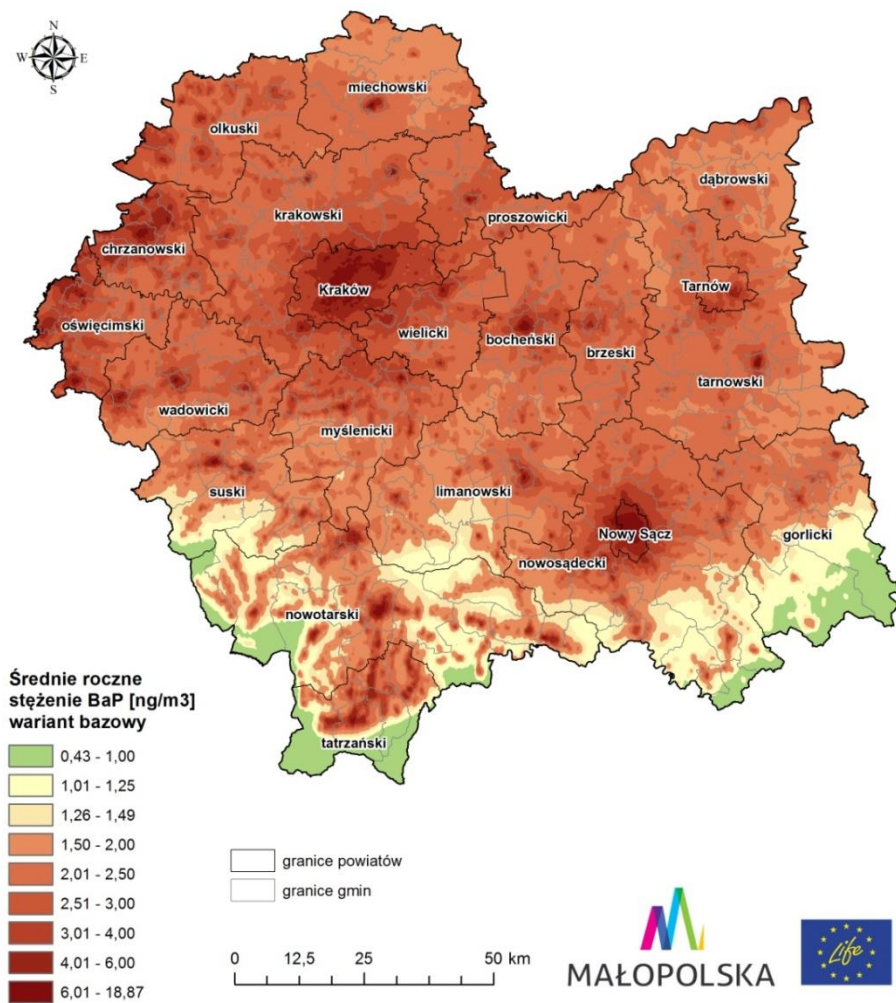 N
W E
S
miechowski
olkuski
dąbrowski
krakowski
proszowicki
chrzanowski
Kraków
Tarnów
oświęcimski
wielicki
bocheński
brzeski
tarnowski
wadowicki
myślenicki
suski
limanowski
Nowy Sącz
gorlicki
nowosądecki
nowotarski
tatrzański
Średnie roczne
stężenie BaP [ng/m3]
wariant bazowy
0,43 - 1,00
1,01 - 1,25
1,26 - 1,49
1,50 - 2,00
2,01 - 2,50
2,51 - 3,00
3,01 - 4,00
4,01 - 6,00
6,01 - 18,87
granice powiatów
granice gmin
0 12,5 25 50 km
MAŁOPOLSKA
Life